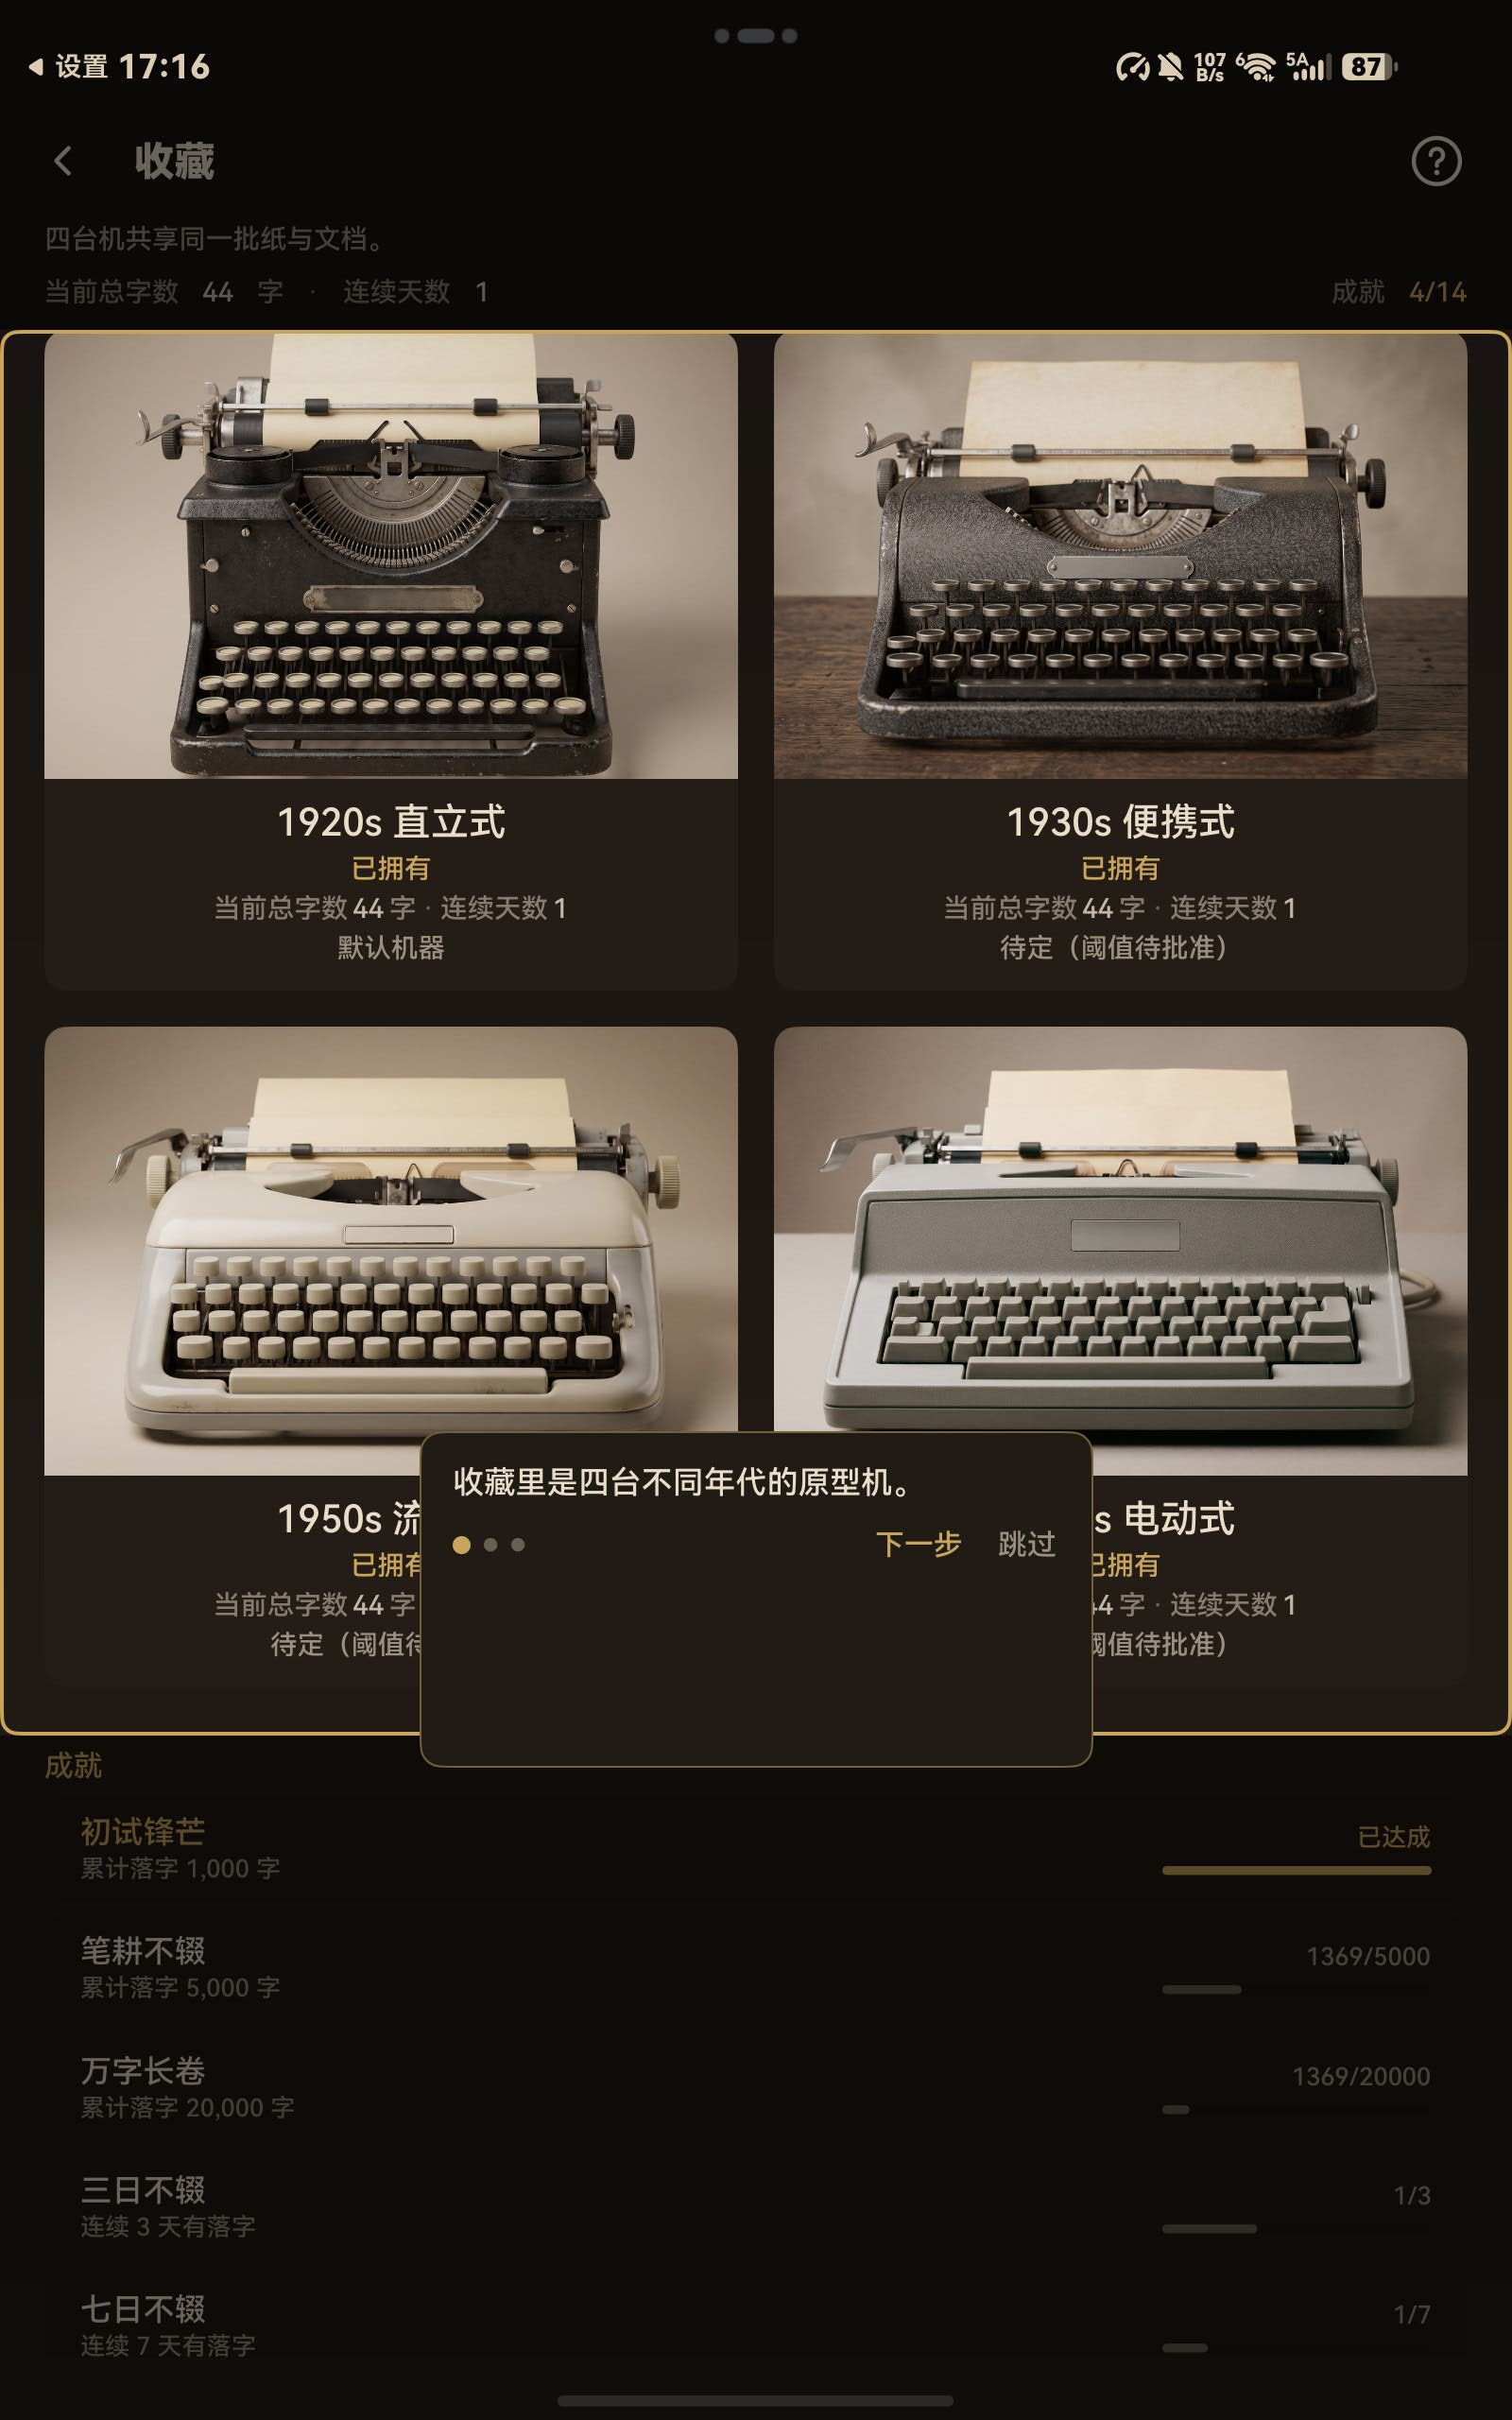 设置 17:16
107 B/s 6 5A 87
收藏
四台机共享同一批纸与文档。
当前总字数 44 字 · 连续天数 1
成就 4/14
1920s 直立式
已拥有
当前总字数 44 字 · 连续天数 1
默认机器
1930s 便携式
已拥有
当前总字数 44 字 · 连续天数 1
待定（阈值待批准）
收藏里是四台不同年代的原型机。
下一步 跳过
1950s 流
已拥有
当前总字数 44 字
待定（阈值待
s 电动式
已拥有
44 字 · 连续天数 1
阈值待批准）
成就
初试锋芒
累计落字 1,000 字
已达成
笔耕不辍
累计落字 5,000 字
1369/5000
万字长卷
累计落字 20,000 字
1369/20000
三日不辍
连续 3 天有落字
1/3
七日不辍
连续 7 天有落字
1/7